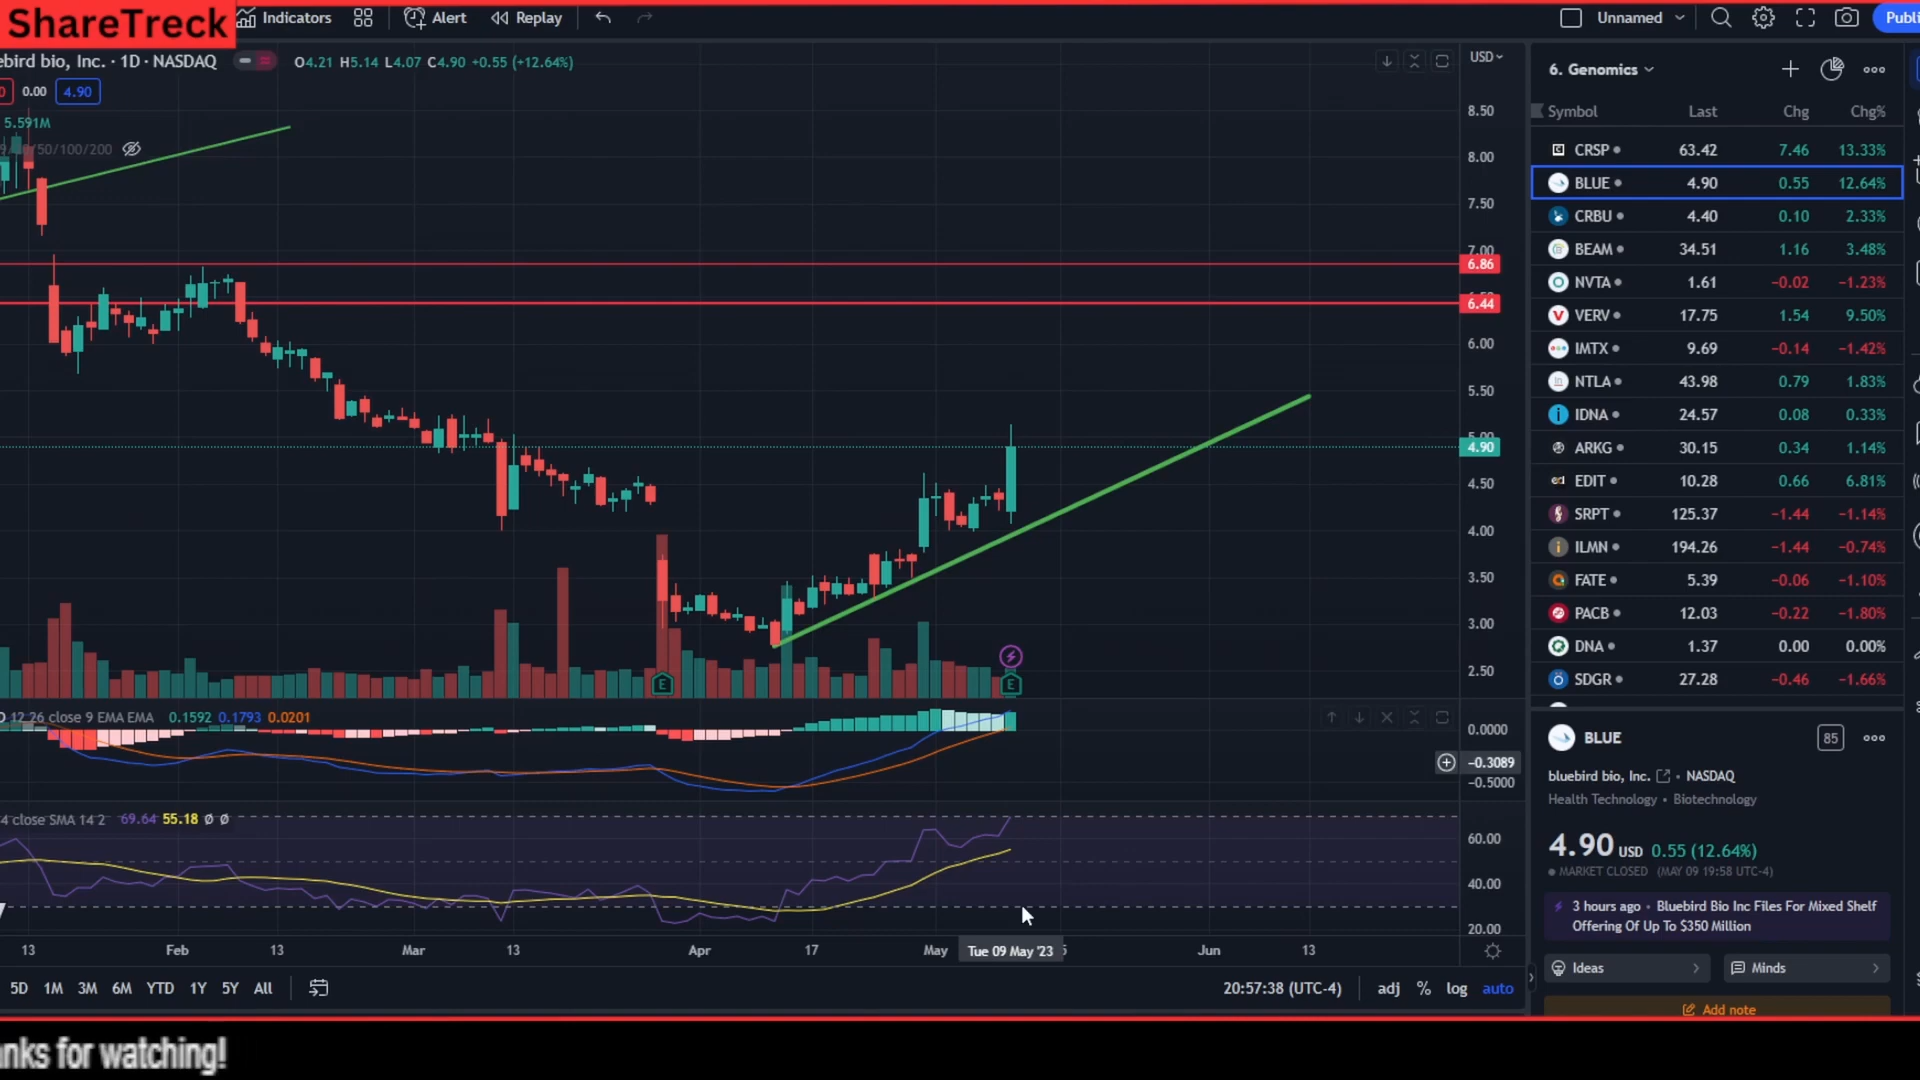 ShareTreck
Indicators Alert Replay Unnamed Publi
ebird bio, Inc. · 1D · NASDAQ O4.21 H5.14 L4.07 C4.90 +0.55 (+12.64%) USD
0.00 4.90
5.591M
/50/100/200
8.50
8.00
7.50
7.00
6.86
6.44
6.00
5.50
5.00
4.90
4.50
4.00
3.50
3.00
2.50
E E
12 26 close 9 EMA EMA 0.1592 0.1793 0.0201
0.0000
−0.3089
−0.5000
4 close SMA 14 2 69.64 55.18 Ø Ø
60.00
40.00
20.00
13 Feb 13 Mar 13 Apr 17 May Tue 09 May '23 Jun 13
5D 1M 3M 6M YTD 1Y 5Y All 20:57:38 (UTC-4) adj % log auto
6. Genomics
Symbol Last Chg Chg%
CRSP 63.42 7.46 13.33%
BLUE 4.90 0.55 12.64%
CRBU 4.40 0.10 2.33%
BEAM 34.51 1.16 3.48%
NVTA 1.61 −0.02 −1.23%
VERV 17.75 1.54 9.50%
IMTX 9.69 −0.14 −1.42%
NTLA 43.98 0.79 1.83%
IDNA 24.57 0.08 0.33%
ARKG 30.15 0.34 1.14%
EDIT 10.28 0.66 6.81%
SRPT 125.37 −1.44 −1.14%
ILMN 194.26 −1.44 −0.74%
FATE 5.39 −0.06 −1.10%
PACB 12.03 −0.22 −1.80%
DNA 1.37 0.00 0.00%
SDGR 27.28 −0.46 −1.66%
BLUE 85
bluebird bio, Inc. • NASDAQ
Health Technology • Biotechnology
4.90 USD 0.55 (12.64%)
MARKET CLOSED (MAY 09 19:58 UTC-4)
3 hours ago • Bluebird Bio Inc Files For Mixed Shelf
Offering Of Up To $350 Million
Ideas Minds
Add note
anks for watching!